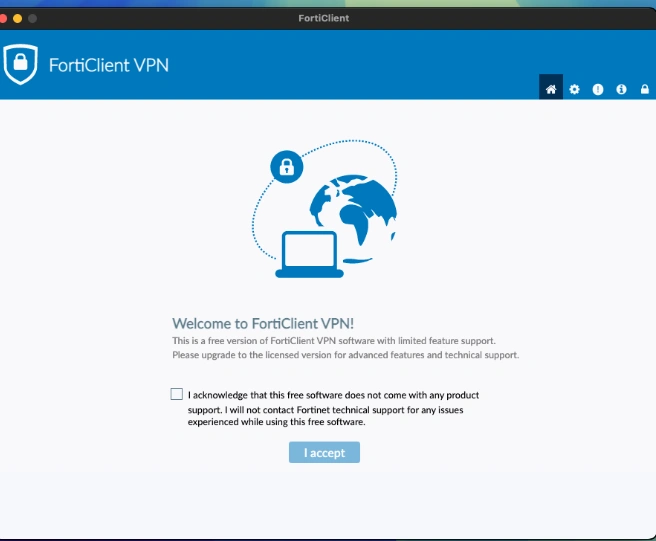 FortiClient
FortiClient VPN
Welcome to FortiClient VPN!
This is a free version of FortiClient VPN software with limited feature support.
Please upgrade to the licensed version for advanced features and technical support.
I acknowledge that this free software does not come with any product
support. I will not contact Fortinet technical support for any issues
experienced while using this free software.
I accept